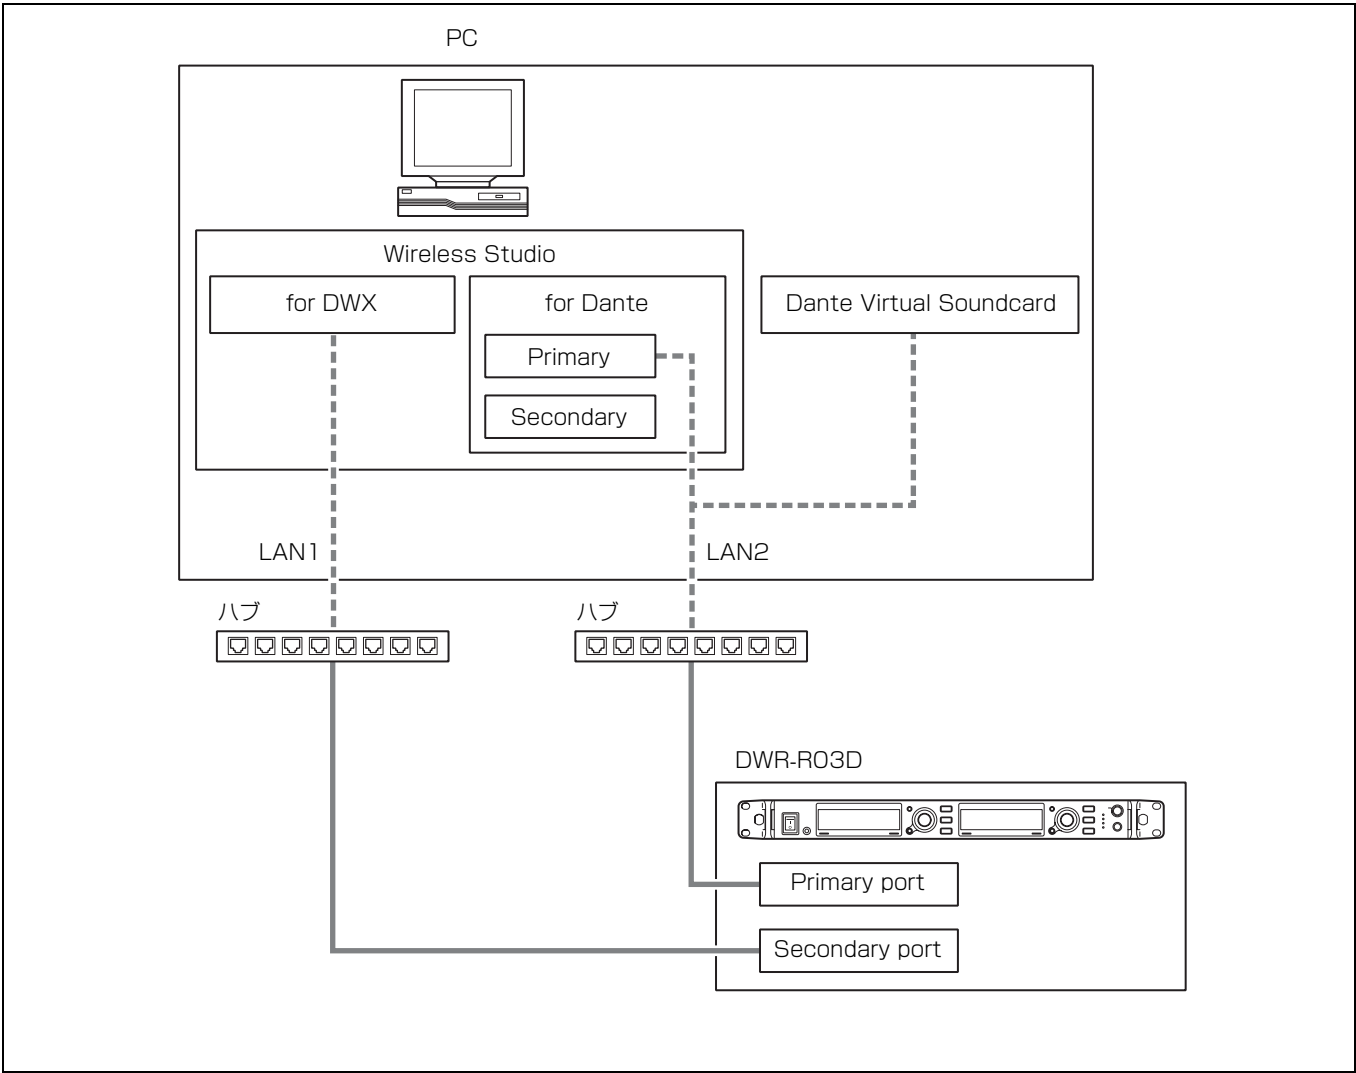 PC
Wireless Studio
for DWX
for Dante
Dante Virtual Soundcard
Primary
Secondary
LAN1
LAN2
ハブ
ハブ
DWR-R03D
Primary port
Secondary port